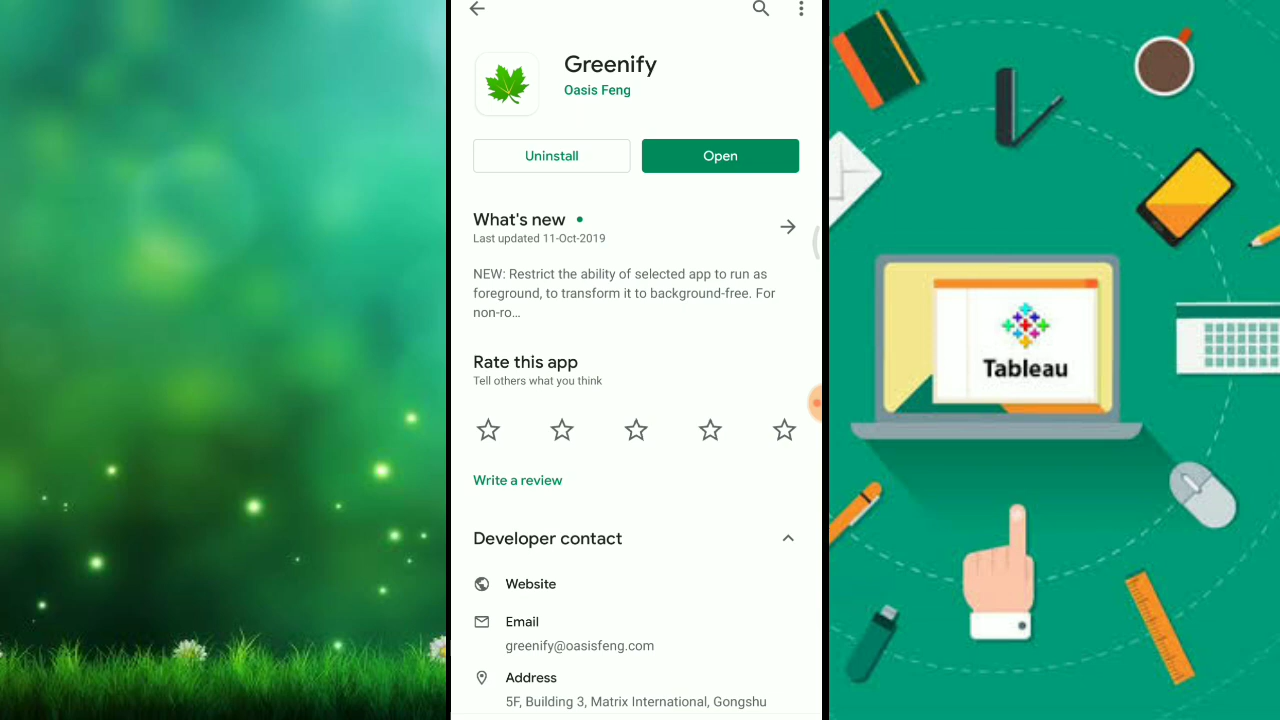 Greenify
Oasis Feng
Uninstall
Open
What's new
Last updated 11-Oct-2019
NEW: Restrict the ability of selected app to run as
foreground, to transform it to background-free. For
non-ro…
Rate this app
Tell others what you think
Write a review
Developer contact
Website
Email
greenify@oasisfeng.com
Address
5F, Building 3, Matrix International, Gongshu
Tableau